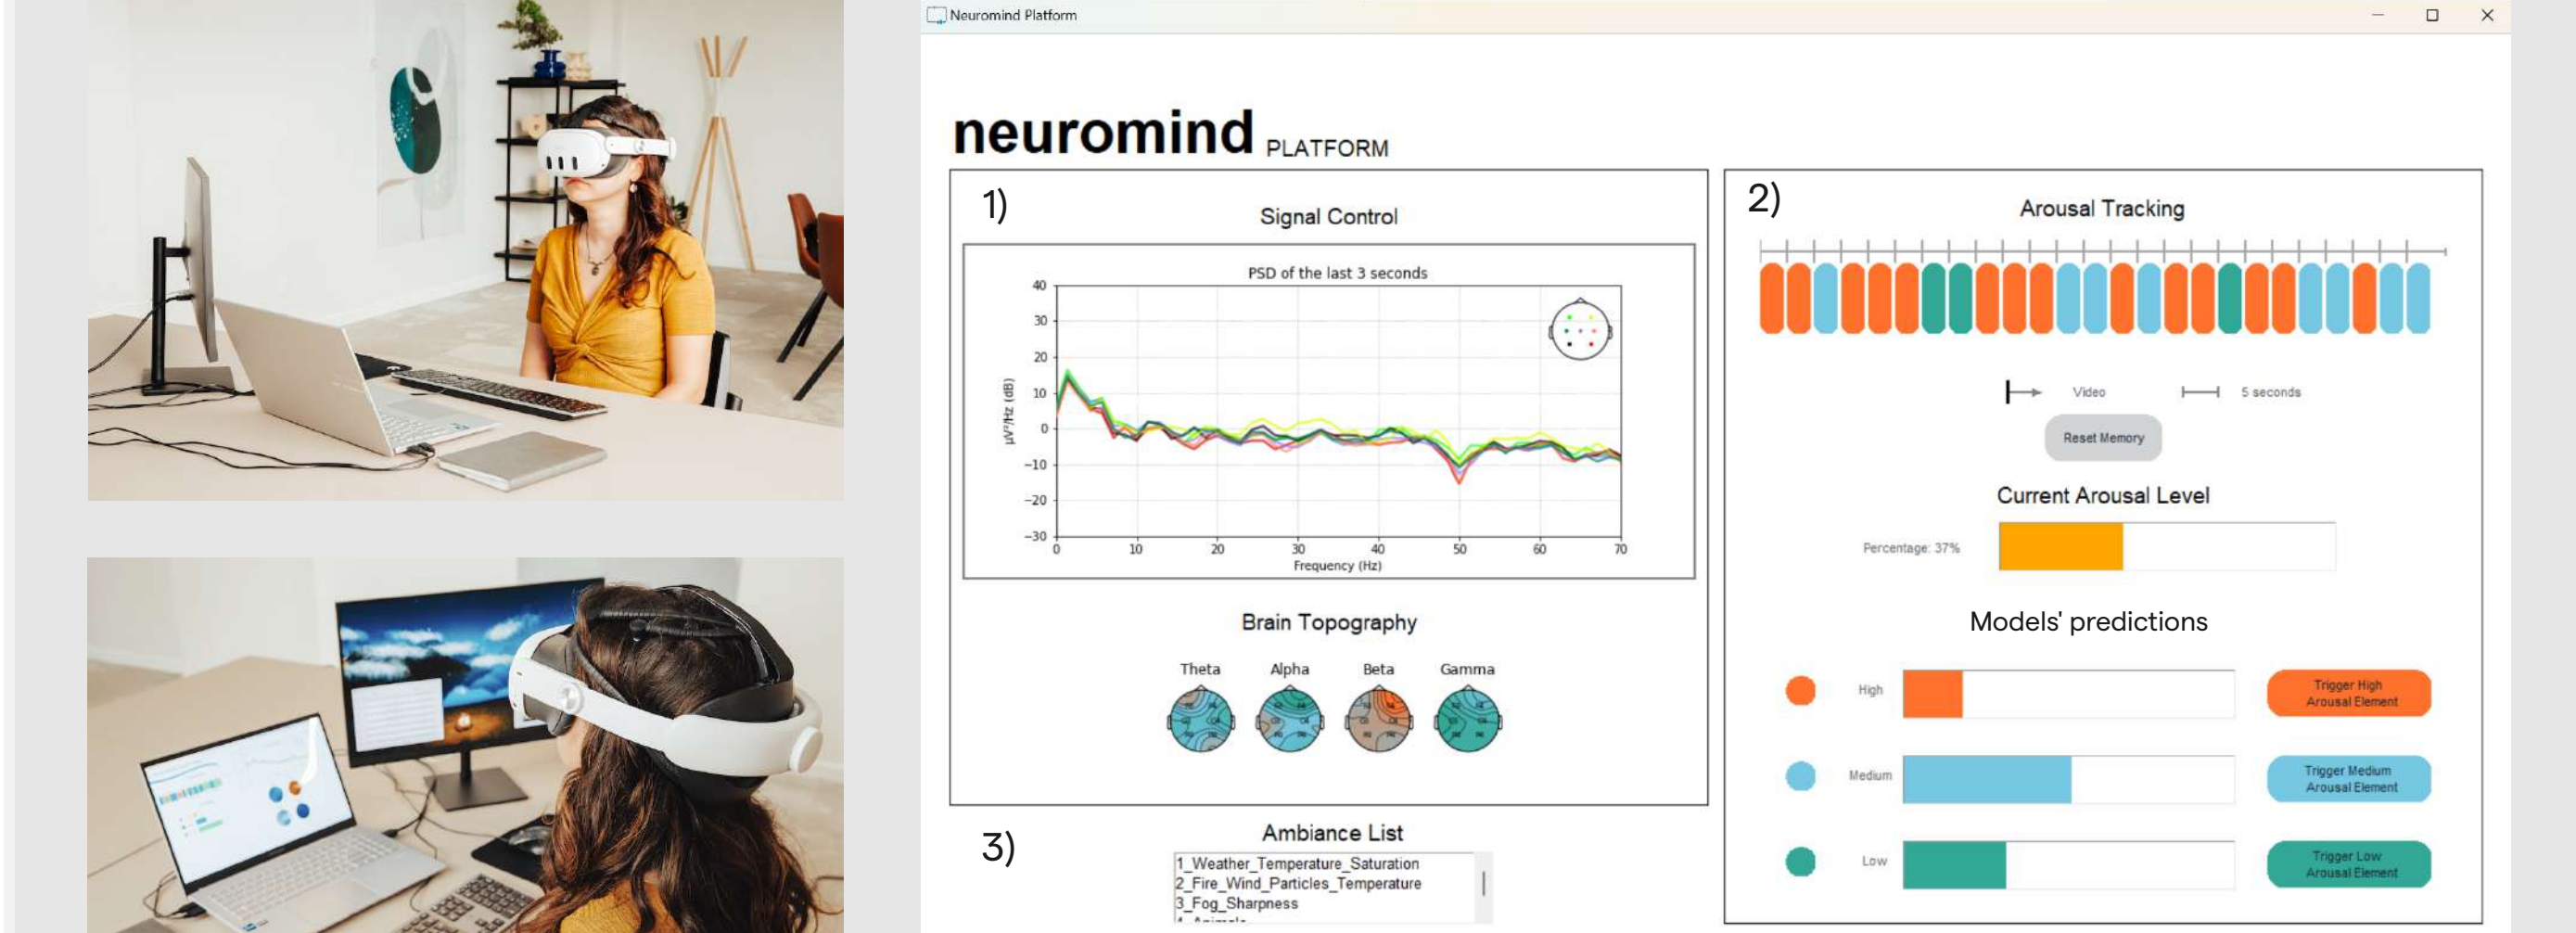 Neuromind Platform
neuromind PLATFORM
1)
Signal Control
PSD of the last 3 seconds
40
30
20
10
0
−10
−20
−30
µV²/Hz (dB)
0 10 20 30 40 50 60 70
Frequency (Hz)
Brain Topography
Theta Alpha Beta Gamma
3)
Ambiance List
1_Weather_Temperature_Saturation
2_Fire_Wind_Particles_Temperature
3_Fog_Sharpness
2)
Arousal Tracking
Video
5 seconds
Reset Memory
Current Arousal Level
Percentage: 37%
Models' predictions
High
Trigger High
Arousal Element
Medium
Trigger Medium
Arousal Element
Low
Trigger Low
Arousal Element